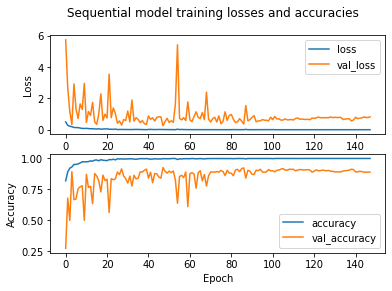 Sequential model training losses and accuracies
6
4
2
0
Loss
loss
val_loss
0 20 40 60 80 100 120 140
1.00
0.75
0.50
0.25
Accuracy
accuracy
val_accuracy
0 20 40 60 80 100 120 140
Epoch